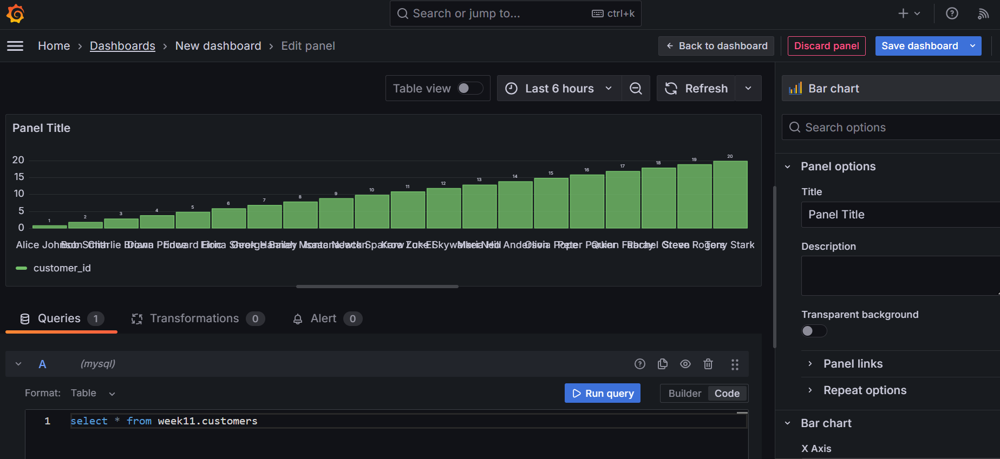 Search or jump to... ctrl+k
Home › Dashboards › New dashboard › Edit panel
Back to dashboard
Discard panel
Save dashboard
Table view
Last 6 hours
Refresh
Bar chart
Search options
Panel Title
20
15
10
5
0
1 2 3 4 5 6 7 8 9 10 11 12 13 14 15 16 17 18 19 20
Alice Tony Stark
customer_id
Queries 1
Transformations 0
Alert 0
A (mysql)
Format: Table
Run query
Builder
Code
1 select * from week11.customers
Panel options
Title
Panel Title
Description
Transparent background
Panel links
Repeat options
Bar chart
X Axis